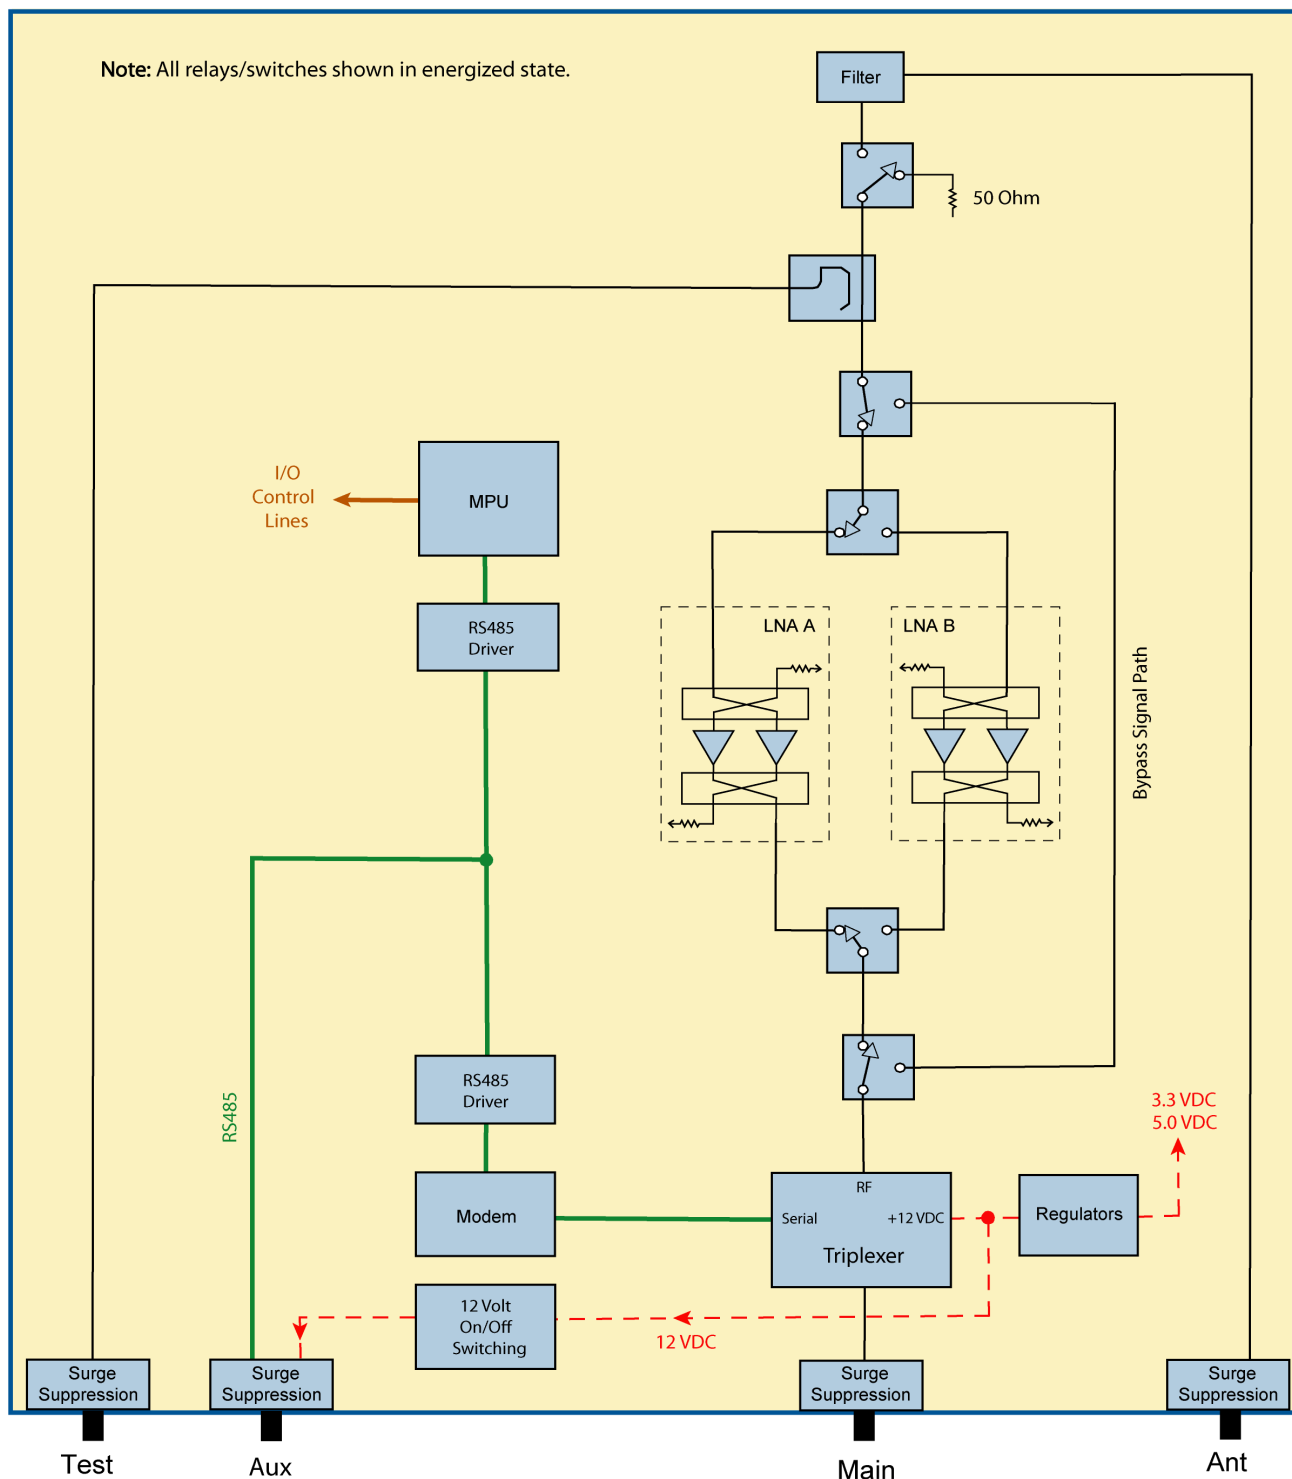 Note: All relays/switches shown in energized state.
Filter
50 Ohm
I/O
Control
Lines
MPU
RS485
Driver
LNA A
LNA B
Bypass Signal Path
RS485
RS485
Driver
3.3 VDC
5.0 VDC
Modem
RF
Serial
+12 VDC
Triplexer
Regulators
12 Volt
On/Off
Switching
12 VDC
Surge
Suppression
Surge
Suppression
Surge
Suppression
Surge
Suppression
Test
Aux
Main
Ant